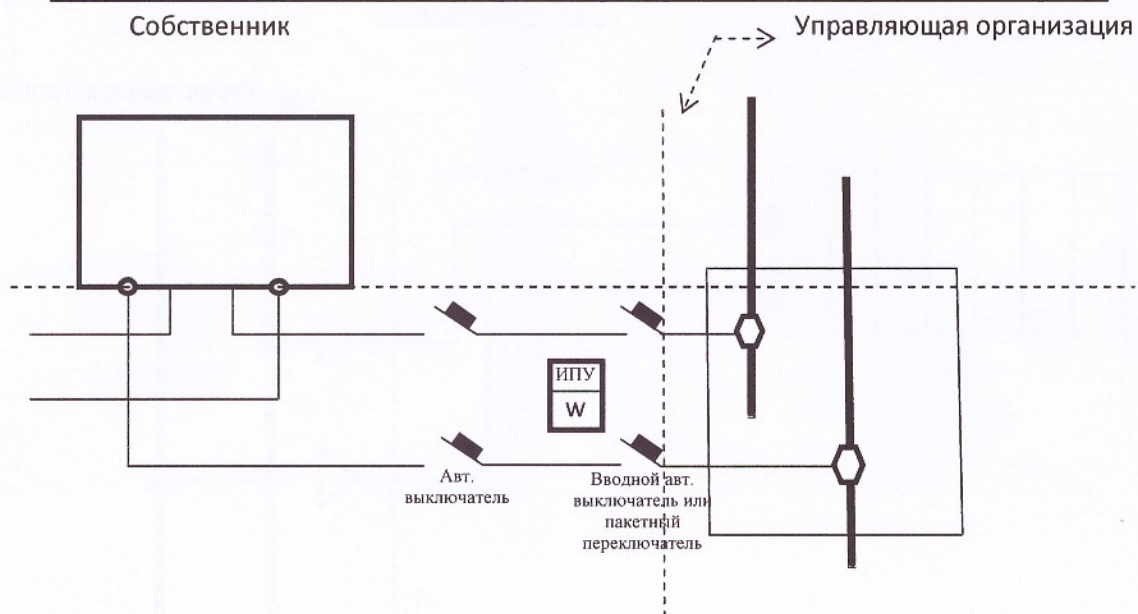 Собственник
Управляющая организация
ИПУ
W
Авт.
выключатель
Вводной авт.
выключатель или
пакетный
переключатель